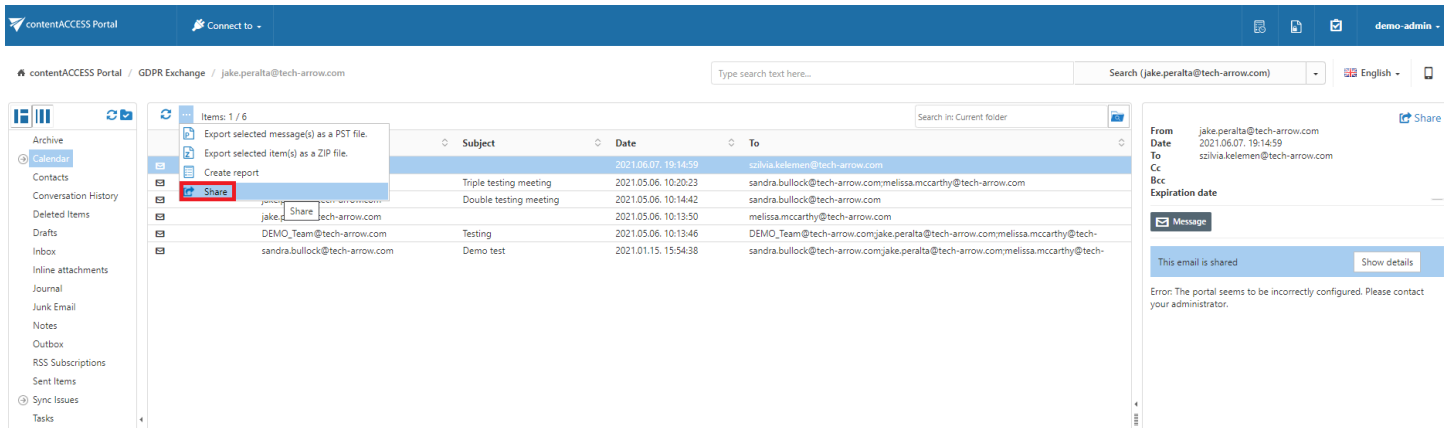 contentACCESS Portal
Connect to
demo-admin
contentACCESS Portal / GDPR Exchange / jake.peralta@tech-arrow.com
Type search text here...
Search (jake.peralta@tech-arrow.com)
English
Items: 1 / 6
Search in: Current folder
Archive
Calendar
Contacts
Conversation History
Deleted Items
Drafts
Inbox
Inline attachments
Journal
Junk Email
Notes
Outbox
RSS Subscriptions
Sent Items
Sync Issues
Tasks
Export selected message(s) as a PST file.
Export selected item(s) as a ZIP file.
Create report
Share
Share
Subject Date To
2021.06.07. 19:14:59 szilvia.kelemen@tech-arrow.com
Triple testing meeting 2021.05.06. 10:20:23 sandra.bullock@tech-arrow.com;melissa.mccarthy@tech-arrow.com
Double testing meeting 2021.05.06. 10:14:42 sandra.bullock@tech-arrow.com
jake.p tech-arrow.com 2021.05.06. 10:13:50 melissa.mccarthy@tech-arrow.com
DEMO_Team@tech-arrow.com Testing 2021.05.06. 10:13:46 DEMO_Team@tech-arrow.com;jake.peralta@tech-arrow.com;melissa.mccarthy@tech-
sandra.bullock@tech-arrow.com Demo test 2021.01.15. 15:54:38 sandra.bullock@tech-arrow.com;jake.peralta@tech-arrow.com;melissa.mccarthy@tech-
Share
From jake.peralta@tech-arrow.com
Date 2021.06.07. 19:14:59
To szilvia.kelemen@tech-arrow.com
Cc
Bcc
Expiration date
Message
This email is shared
Show details
Error: The portal seems to be incorrectly configured. Please contact
your administrator.